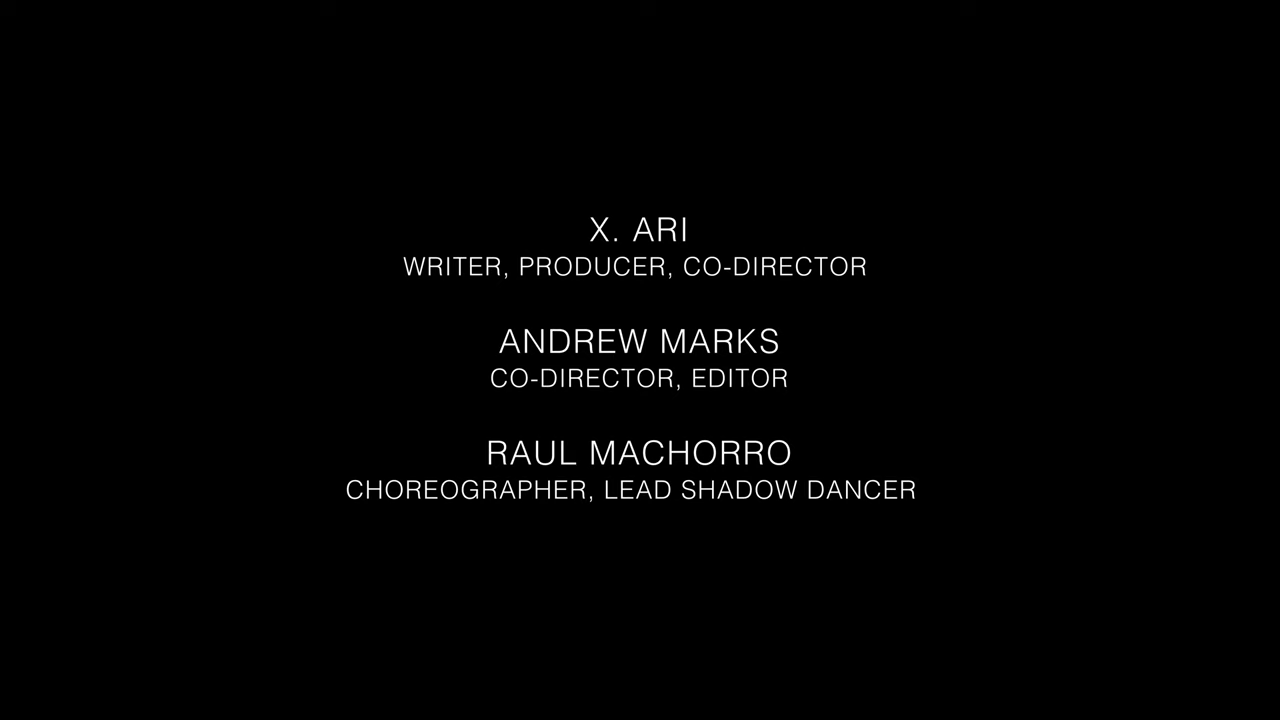 X. ARI
WRITER, PRODUCER, CO-DIRECTOR
ANDREW MARKS
CO-DIRECTOR, EDITOR
RAUL MACHORRO
CHOREOGRAPHER, LEAD SHADOW DANCER